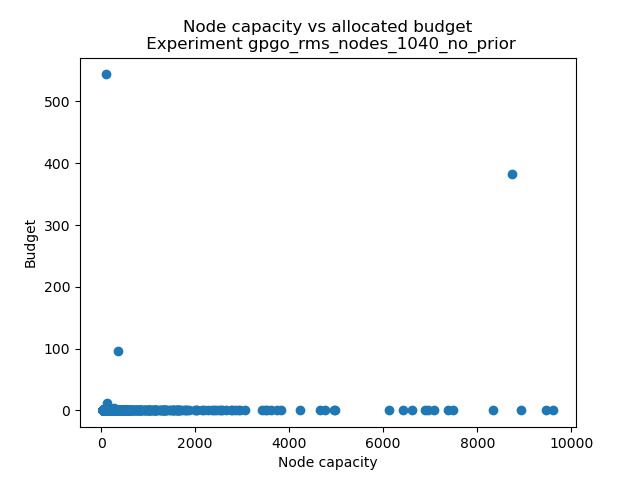 Node capacity vs allocated budget
Experiment gpgo_rms_nodes_1040_no_prior
500
400
300
200
100
0
Budget
0 2000 4000 6000 8000 10000
Node capacity